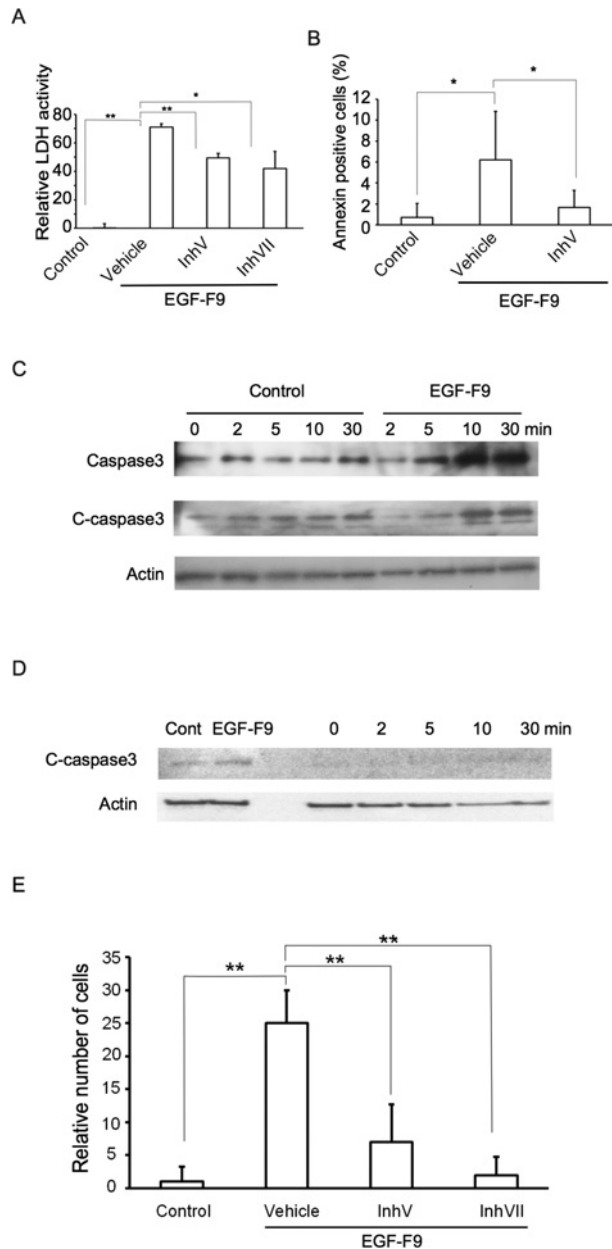 A
Relative LDH activity
80
60
40
20
0
**
**
*
Control
Vehicle
InhV
InhVII
EGF-F9
B
Annexin positive cells (%)
12
10
8
6
4
2
0
*
*
Control
Vehicle
InhV
EGF-F9
C
Control EGF-F9
0 2 5 10 30 2 5 10 30 min
Caspase3
C-caspase3
Actin
D
Cont EGF-F9 0 2 5 10 30 min
C-caspase3
Actin
E
Relative number of cells
35
30
25
20
15
10
5
0
**
**
**
Control Vehicle InhV InhVII
EGF-F9